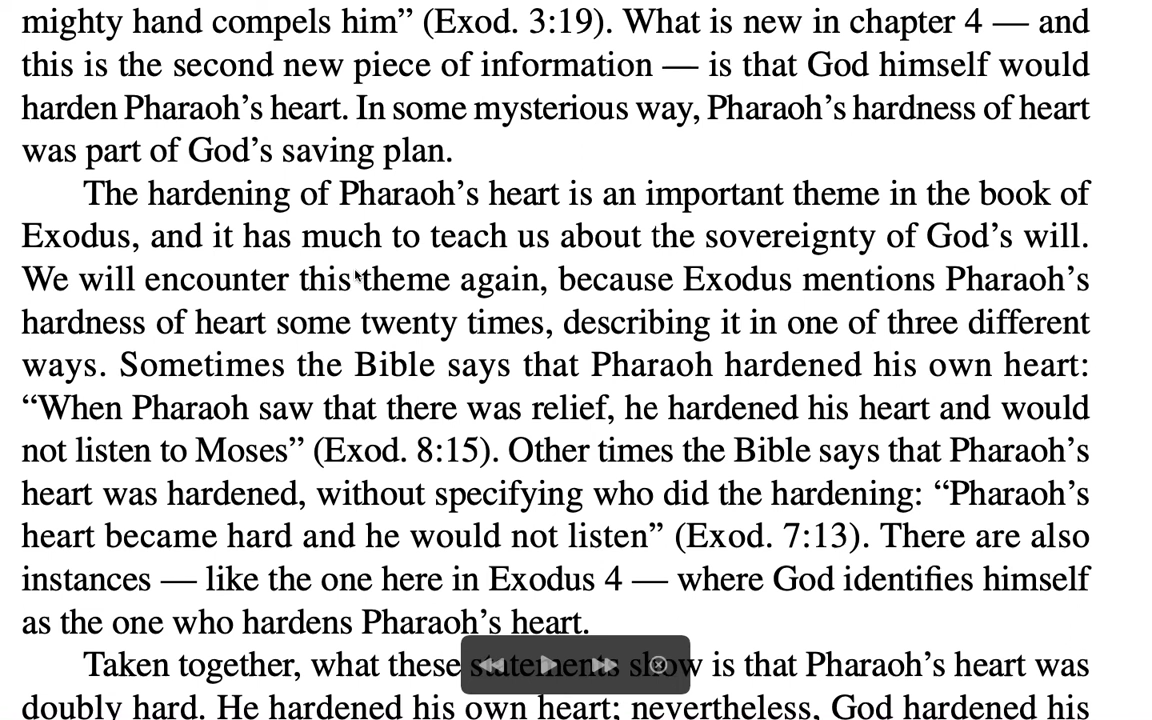 mighty hand compels him” (Exod. 3:19). What is new in chapter 4 — and
this is the second new piece of information — is that God himself would
harden Pharaoh’s heart. In some mysterious way, Pharaoh’s hardness of heart
was part of God’s saving plan.
The hardening of Pharaoh’s heart is an important theme in the book of
Exodus, and it has much to teach us about the sovereignty of God’s will.
We will encounter this theme again, because Exodus mentions Pharaoh’s
hardness of heart some twenty times, describing it in one of three different
ways. Sometimes the Bible says that Pharaoh hardened his own heart:
“When Pharaoh saw that there was relief, he hardened his heart and would
not listen to Moses” (Exod. 8:15). Other times the Bible says that Pharaoh’s
heart was hardened, without specifying who did the hardening: “Pharaoh’s
heart became hard and he would not listen” (Exod. 7:13). There are also
instances — like the one here in Exodus 4 — where God identifies himself
as the one who hardens Pharaoh’s heart.
Taken together, what these statements show is that Pharaoh’s heart was
doubly hard. He hardened his own heart; nevertheless, God hardened his